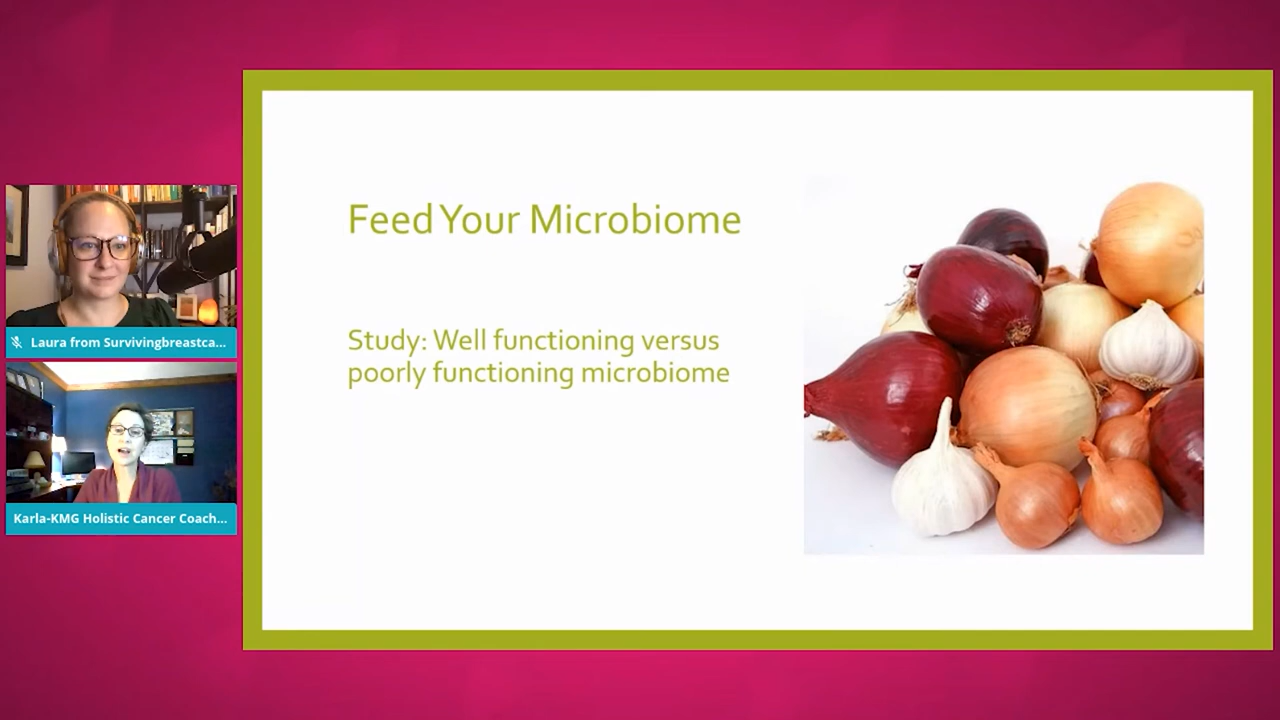 Feed Your Microbiome
Study: Well functioning versus
poorly functioning microbiome
Laura from Survivingbreastca...
Karla-KMG Holistic Cancer Coach...